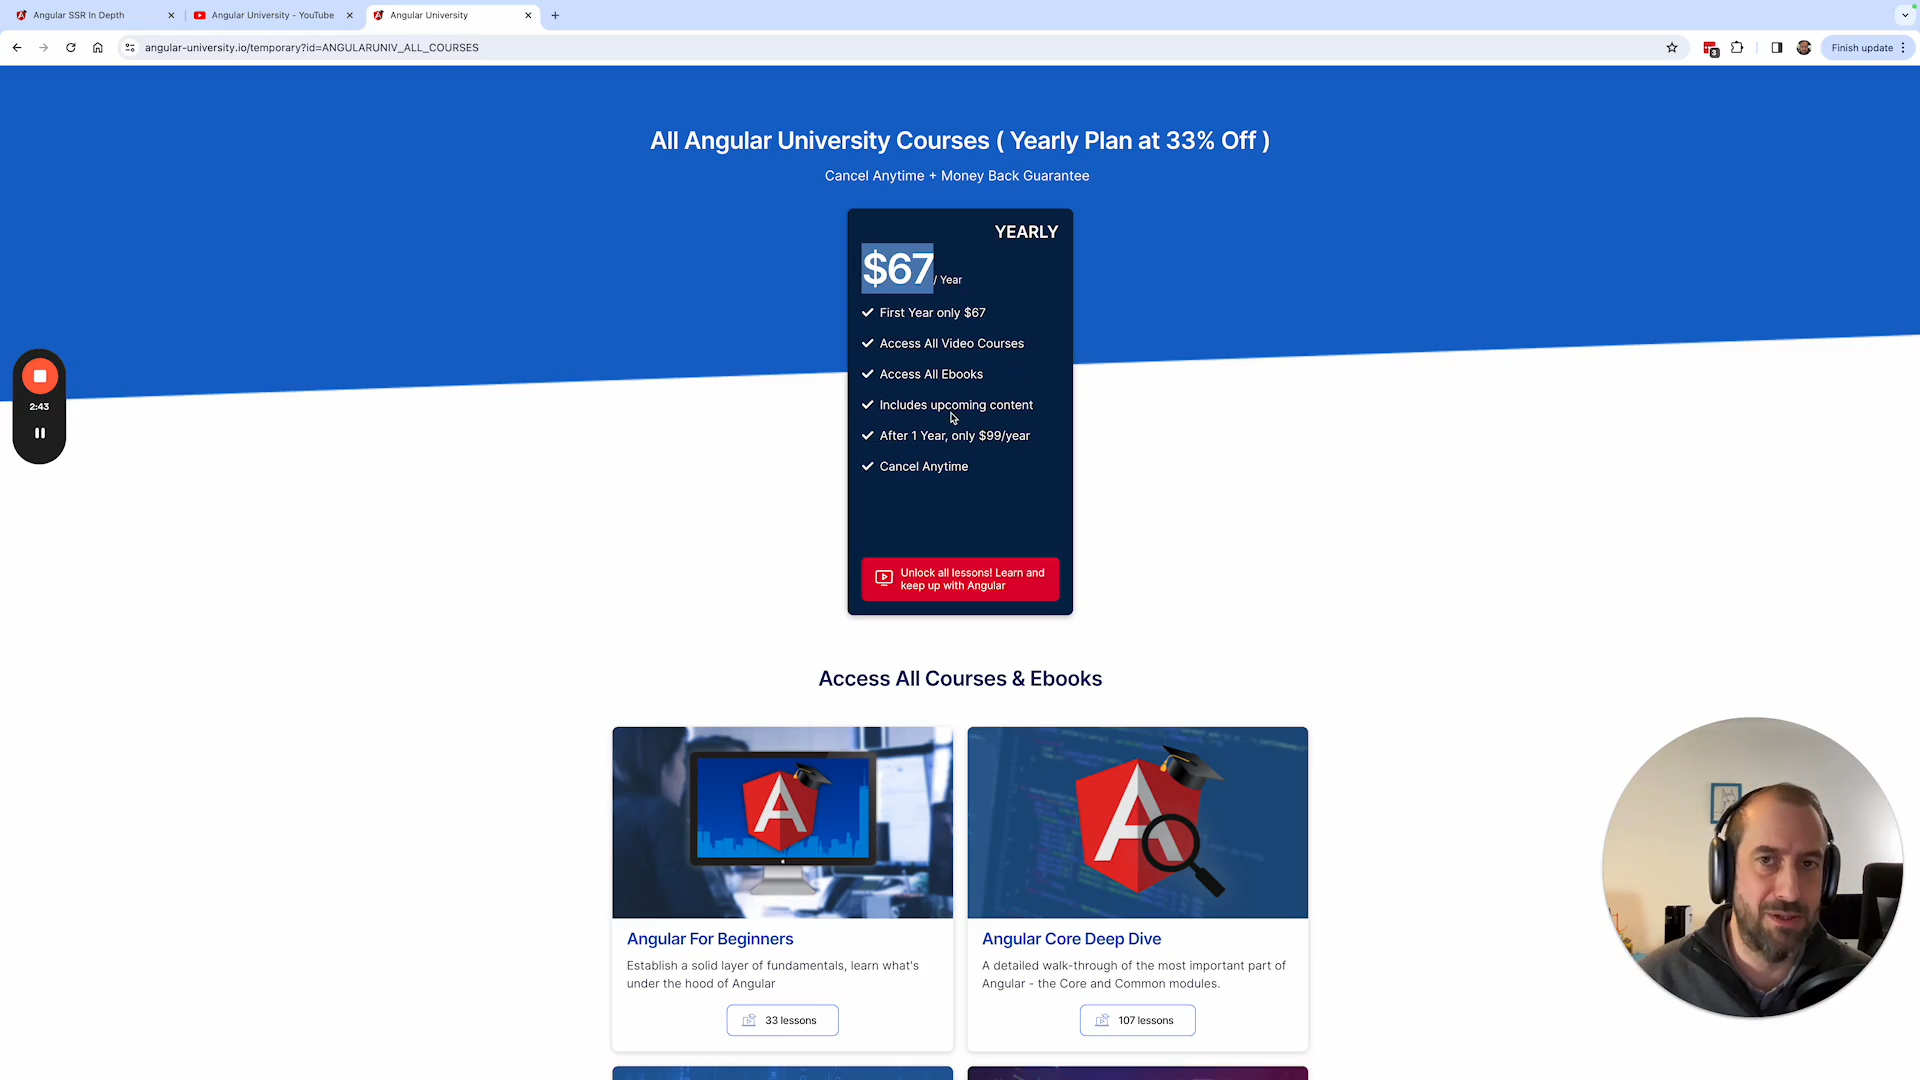 Angular SSR In Depth
Angular University - YouTube
Angular University
angular-university.io/temporary?id=ANGULARUNIV_ALL_COURSES
3
Finish update
All Angular University Courses ( Yearly Plan at 33% Off )
Cancel Anytime + Money Back Guarantee
YEARLY
$67 / Year
First Year only $67
Access All Video Courses
Access All Ebooks
Includes upcoming content
After 1 Year, only $99/year
Cancel Anytime
Unlock all lessons! Learn and
keep up with Angular
2:43
Access All Courses & Ebooks
Angular For Beginners
Establish a solid layer of fundamentals, learn what's
under the hood of Angular
33 lessons
Angular Core Deep Dive
A detailed walk-through of the most important part of
Angular - the Core and Common modules.
107 lessons